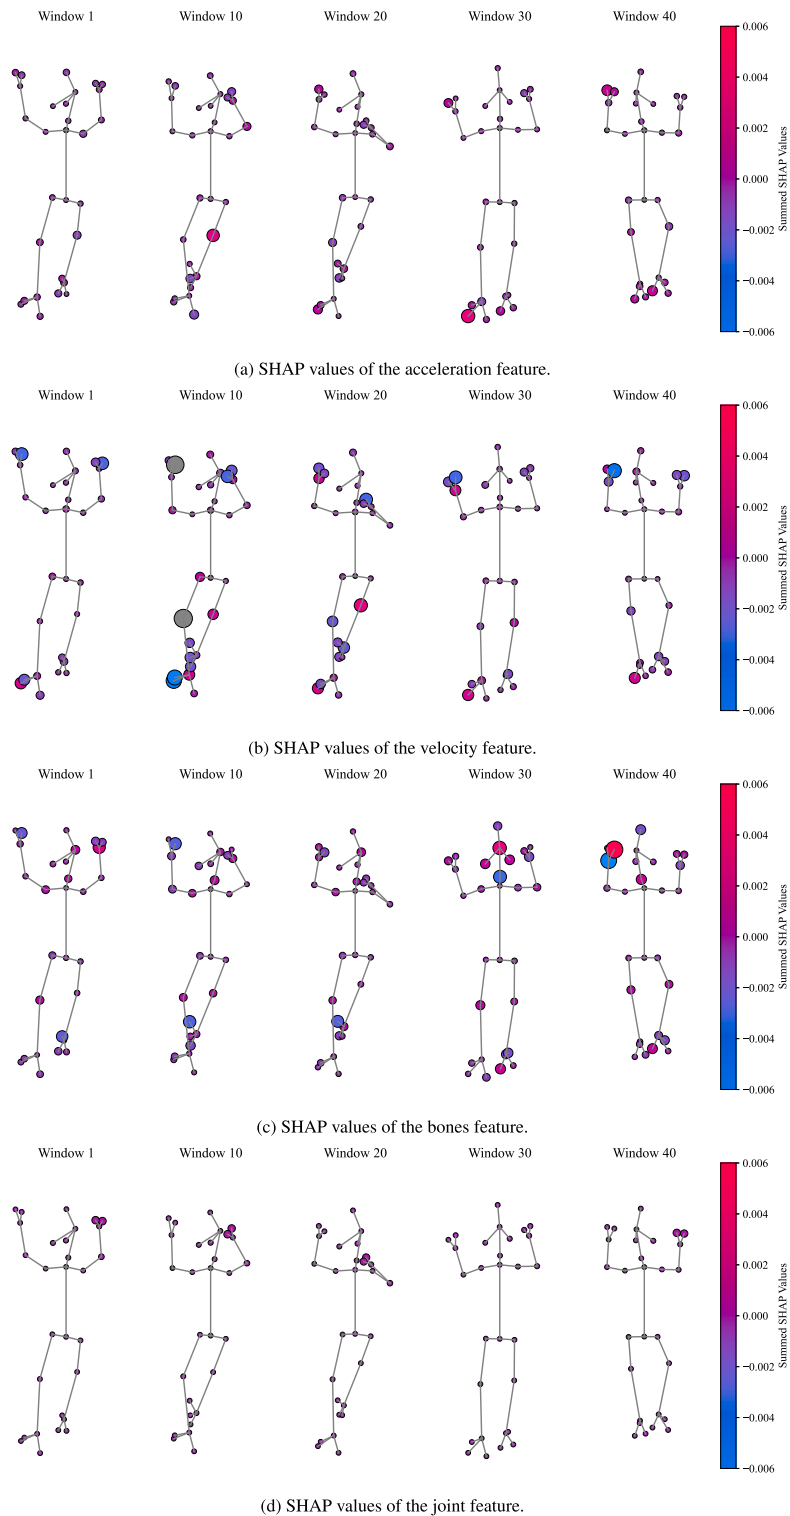 Window 1 Window 10 Window 20 Window 30 Window 40
0.006
0.004
0.002
0.000
−0.002
−0.004
−0.006
Summed SHAP Values
(a) SHAP values of the acceleration feature.
Window 1 Window 10 Window 20 Window 30 Window 40
0.006
0.004
0.002
0.000
−0.002
−0.004
−0.006
Summed SHAP Values
(b) SHAP values of the velocity feature.
Window 1 Window 10 Window 20 Window 30 Window 40
0.006
0.004
0.002
0.000
−0.002
−0.004
−0.006
Summed SHAP Values
(c) SHAP values of the bones feature.
Window 1 Window 10 Window 20 Window 30 Window 40
0.006
0.004
0.002
0.000
−0.002
−0.004
−0.006
Summed SHAP Values
(d) SHAP values of the joint feature.